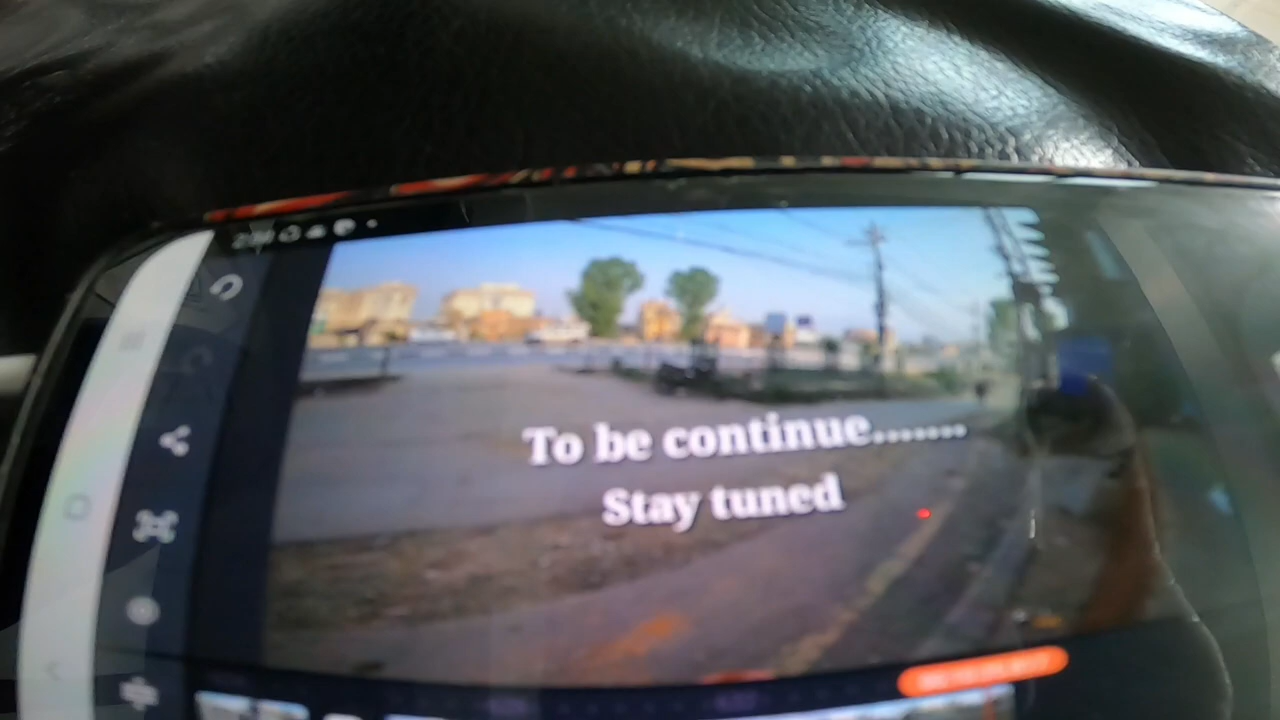 To be continue.......
Stay tuned